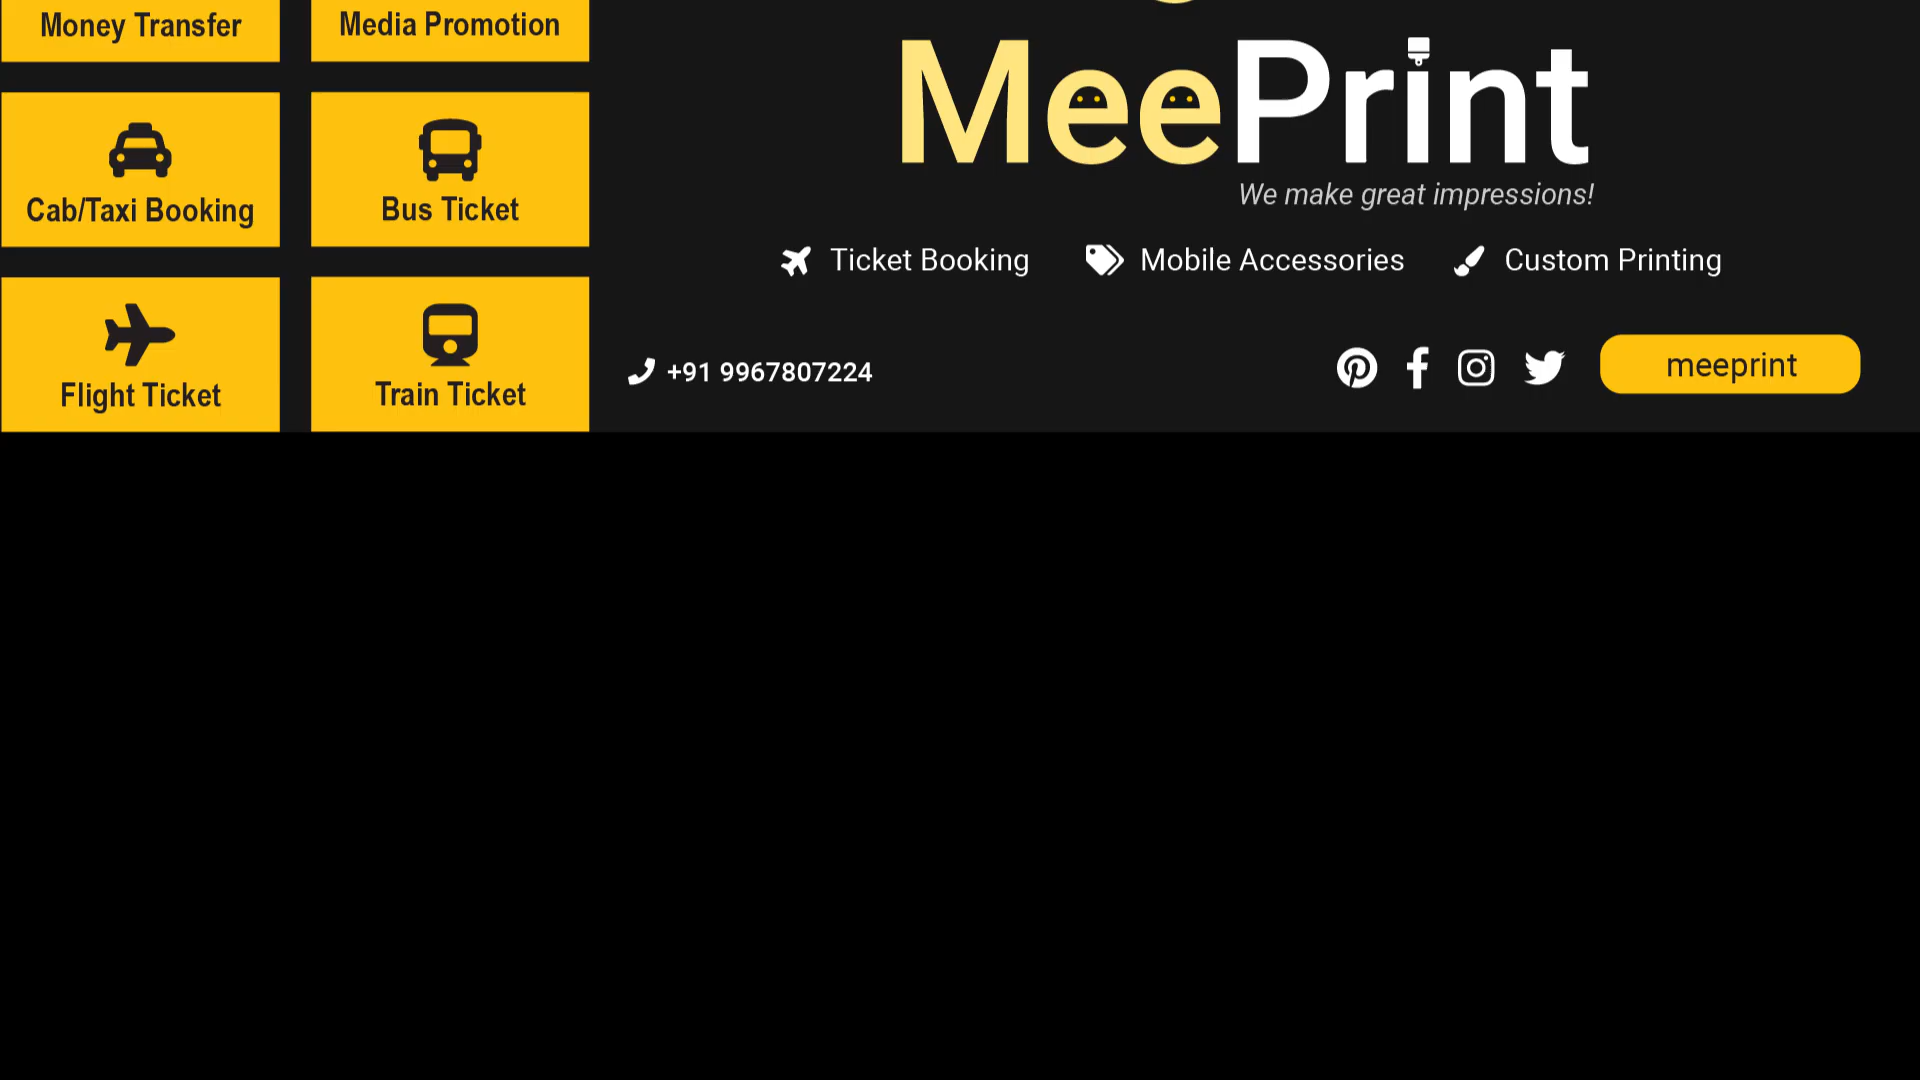 Money Transfer
Media Promotion
Cab/Taxi Booking
Bus Ticket
Flight Ticket
Train Ticket
MeePrint
We make great impressions!
Ticket Booking
Mobile Accessories
Custom Printing
+91 9967807224
meeprint